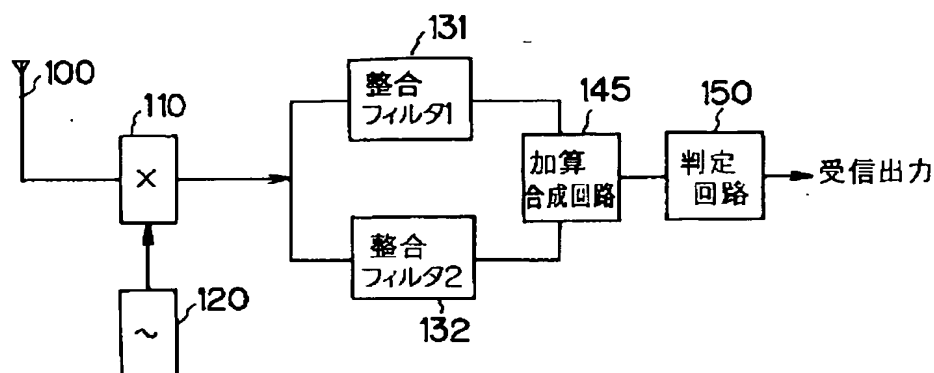 100
110
×
120
~
131
整合
フィルタ1
整合
フィルタ2
132
145
加算
合成回路
150
判定
回路
受信出力